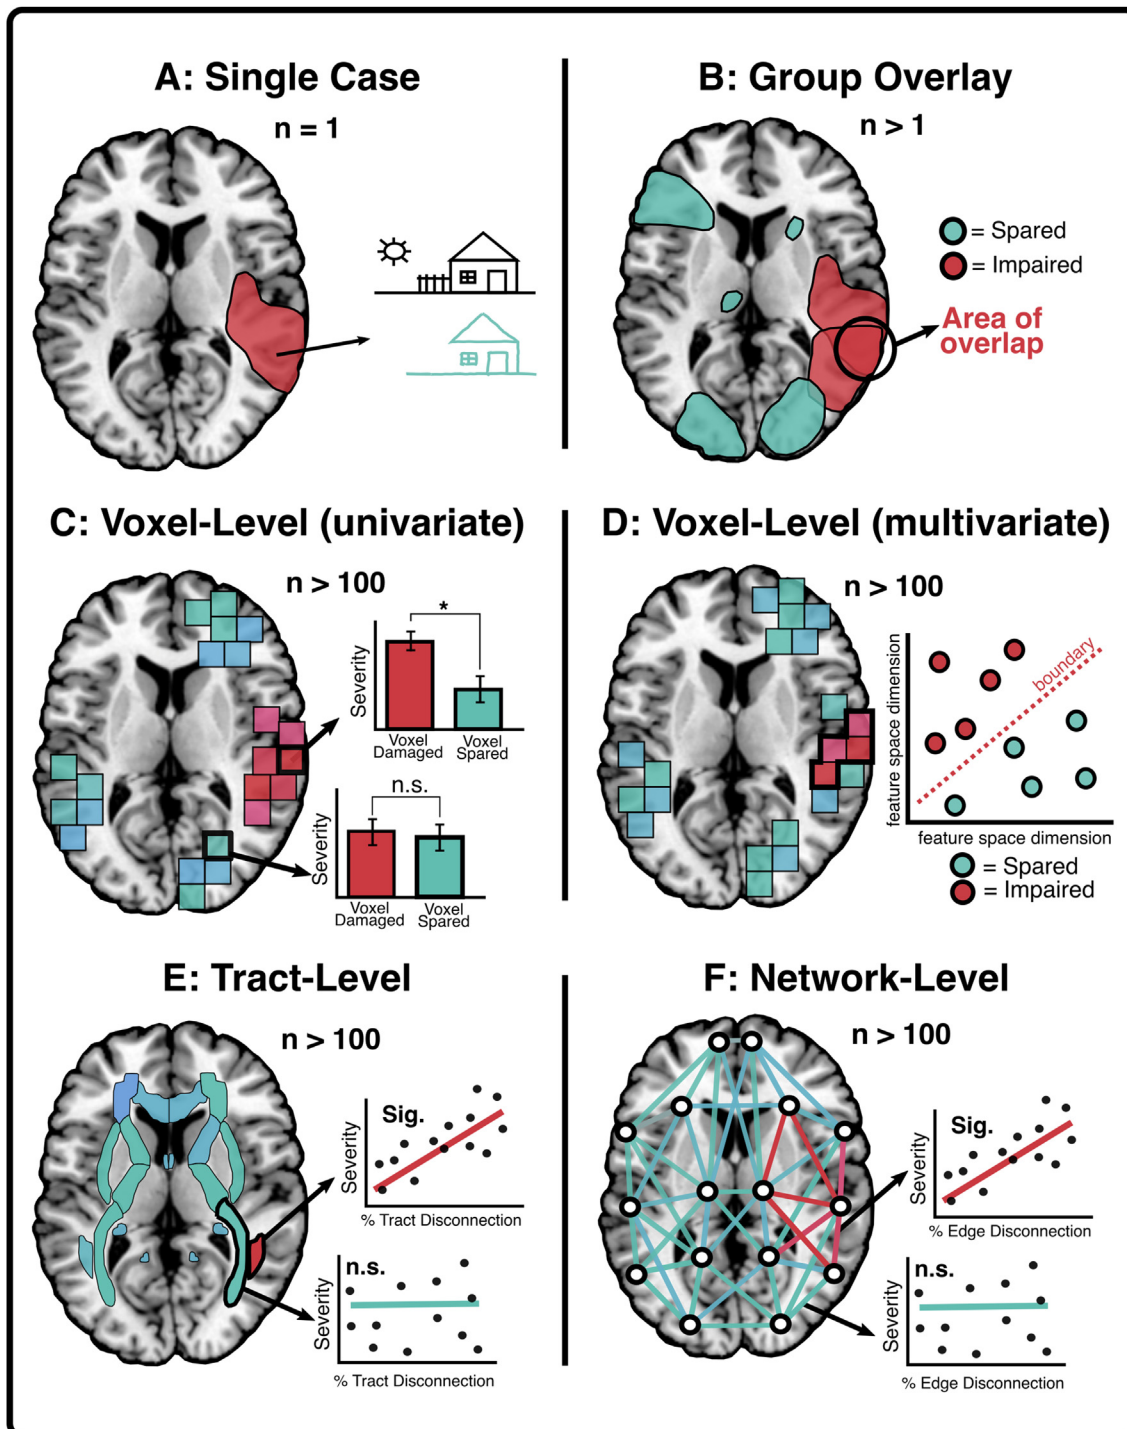 A: Single Case
n = 1
B: Group Overlay
n > 1
= Spared
= Impaired
Area of
overlap
C: Voxel-Level (univariate)
n > 100
*
Severity
Voxel
Damaged
Voxel
Spared
n.s.
Severity
Voxel
Damaged
Voxel
Spared
D: Voxel-Level (multivariate)
n > 100
feature space dimension
boundary
feature space dimension
= Spared
= Impaired
E: Tract-Level
n > 100
Sig.
Severity
% Tract Disconnection
n.s.
Severity
% Tract Disconnection
F: Network-Level
n > 100
Sig.
Severity
% Edge Disconnection
n.s.
Severity
% Edge Disconnection